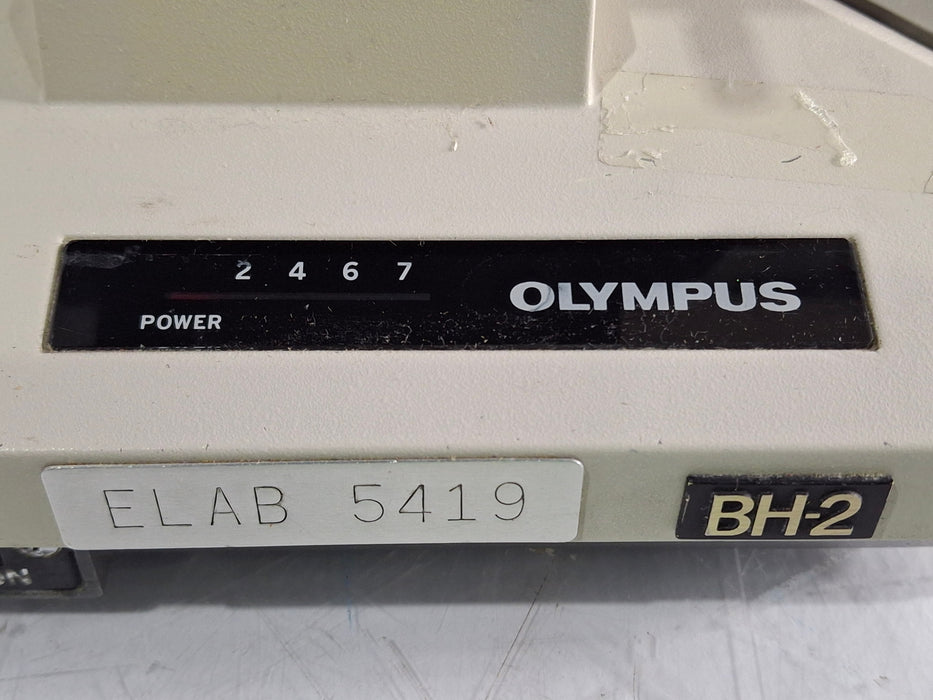 2 4 6 7
POWER
OLYMPUS
ELAB 5419
BH-2